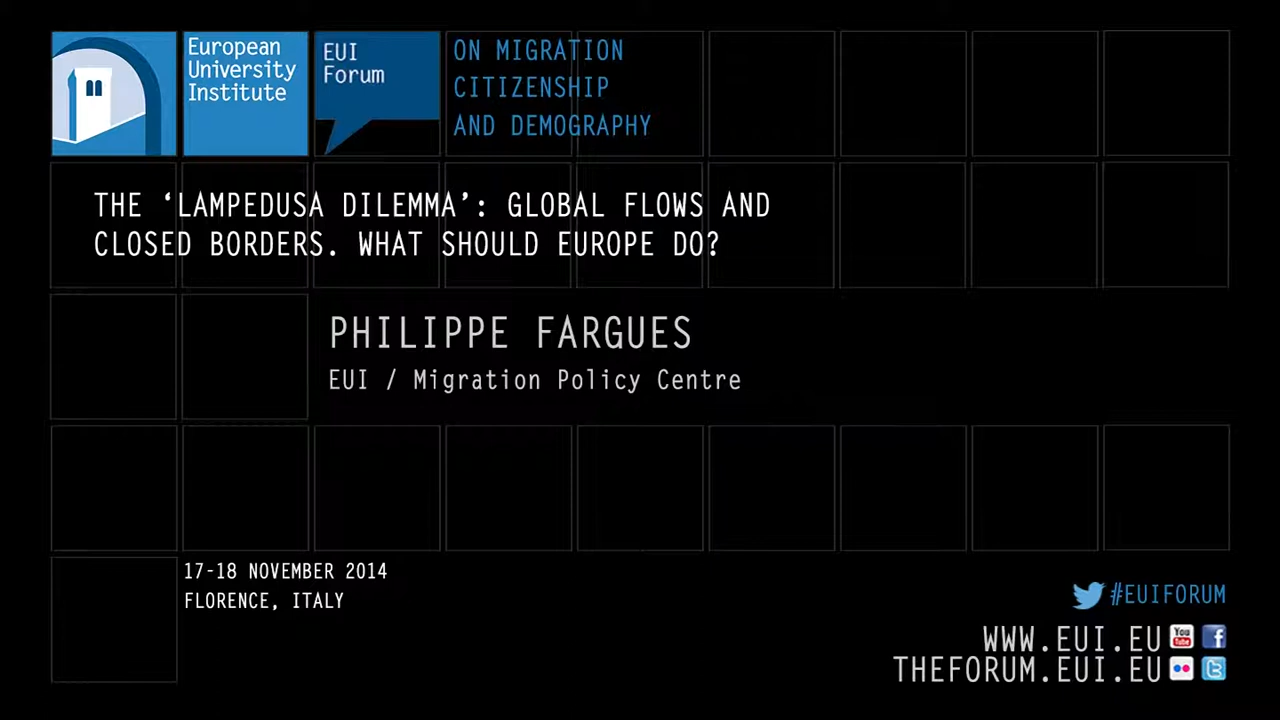 European
University
Institute
EUI
Forum
ON MIGRATION
CITIZENSHIP
AND DEMOGRAPHY
THE ‘LAMPEDUSA DILEMMA’: GLOBAL FLOWS AND
CLOSED BORDERS. WHAT SHOULD EUROPE DO?
PHILIPPE FARGUES
EUI / Migration Policy Centre
17-18 NOVEMBER 2014
FLORENCE, ITALY
#EUIFORUM
WWW.EUI.EU You Tube f
THEFORUM.EUI.EU t